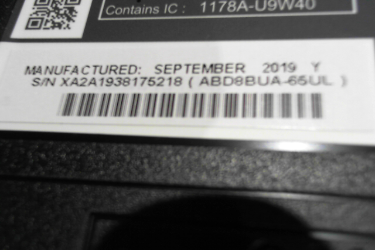 Contains IC : 1178A-U9W40
MANUFACTURED: SEPTEMBER 2019 Y
S/N XA2A1938175218 ( ABD8BUA-65UL )